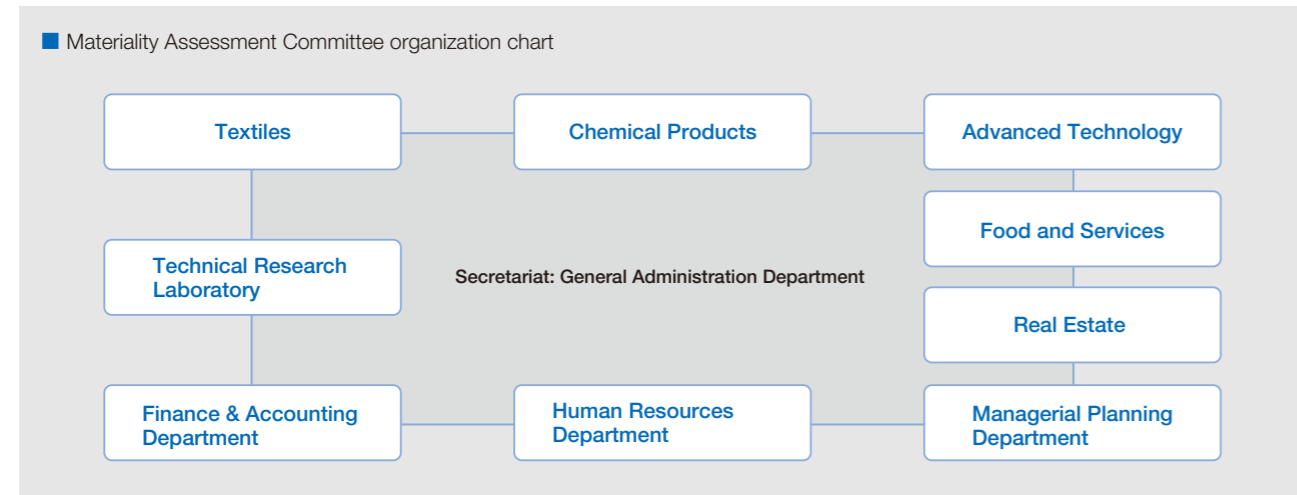 Materiality Assessment Committee organization chart
Textiles
Chemical Products
Advanced Technology
Food and Services
Technical Research
Laboratory
Secretariat: General Administration Department
Real Estate
Finance & Accounting
Department
Human Resources
Department
Managerial Planning
Department